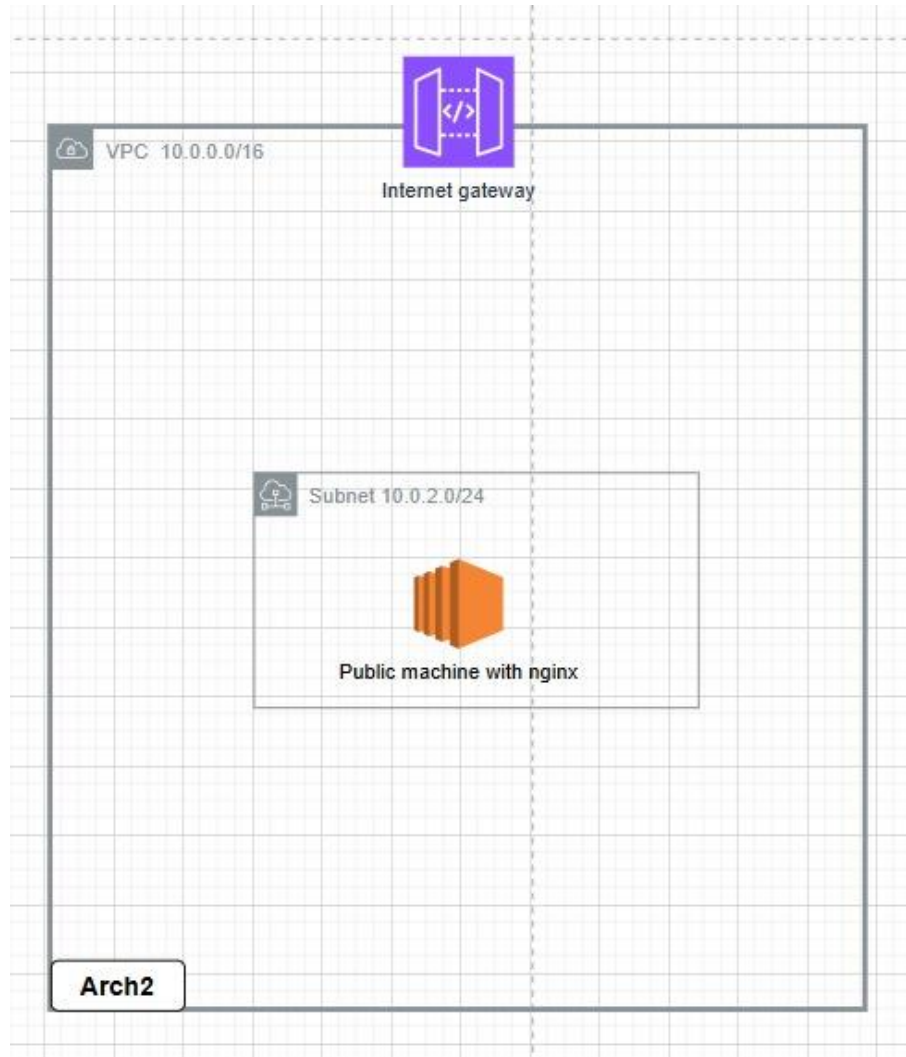 </>
VPC 10.0.0.0/16
Internet gateway
Subnet 10.0.2.0/24
Public machine with nginx
Arch2